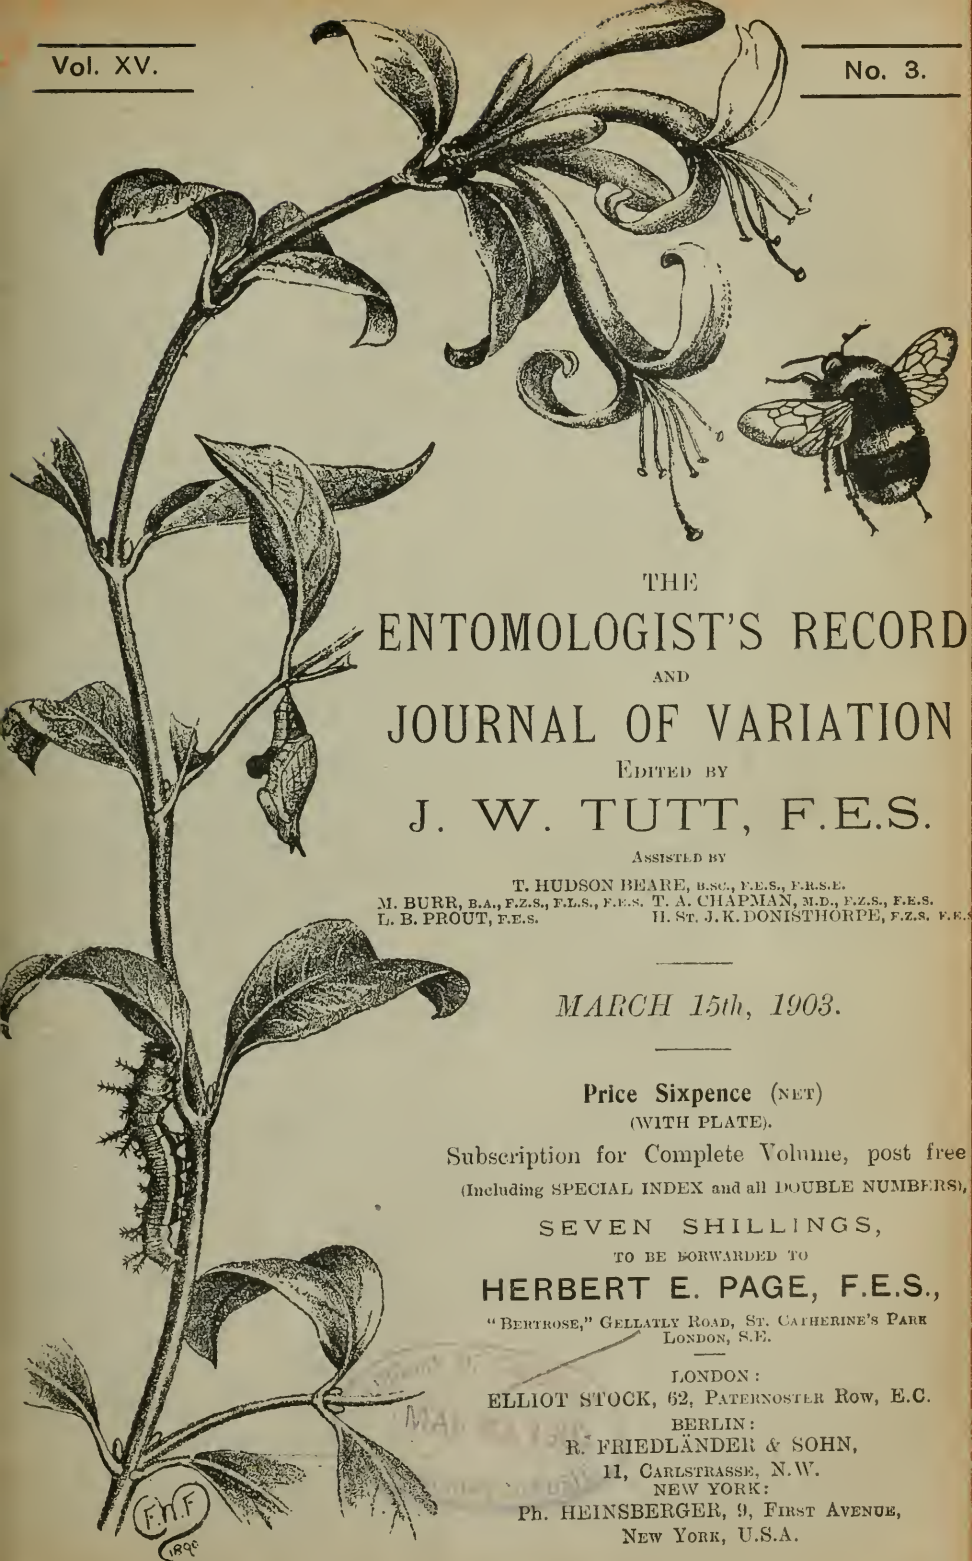 Vol. XV.
No. 3.
THE
ENTOMOLOGIST'S RECORD
AND
JOURNAL OF VARIATION
EDITED BY
J. W. TUTT, F.E.S.
ASSISTED BY
T. HUDSON BEARE, B.SC., F.E.S., F.R.S.E.
M. BURR, B.A., F.Z.S., F.L.S., F.E.S. T. A. CHAPMAN, M.D., F.Z.S., F.E.S.
L. B. PROUT, F.E.S. H. ST. J. K. DONISTHORPE, F.Z.S. F.E.S
MARCH 15th, 1903.
Price Sixpence (NET)
(WITH PLATE).
Subscription for Complete Volume, post free
(Including SPECIAL INDEX and all DOUBLE NUMBERS),
SEVEN SHILLINGS,
TO BE FORWARDED TO
HERBERT E. PAGE, F.E.S.,
"BERTROSE," GELLATLY ROAD, ST. CATHERINE'S PARK
LONDON, S.E.
LONDON:
ELLIOT STOCK, 62, PATERNOSTER ROW, E.C.
BERLIN:
R. FRIEDLÄNDER & SOHN,
11, CARLSTRASSE, N.W.
NEW YORK:
Ph. HEINSBERGER, 9, FIRST AVENUE,
NEW YORK, U.S.A.
F.W.F
1890